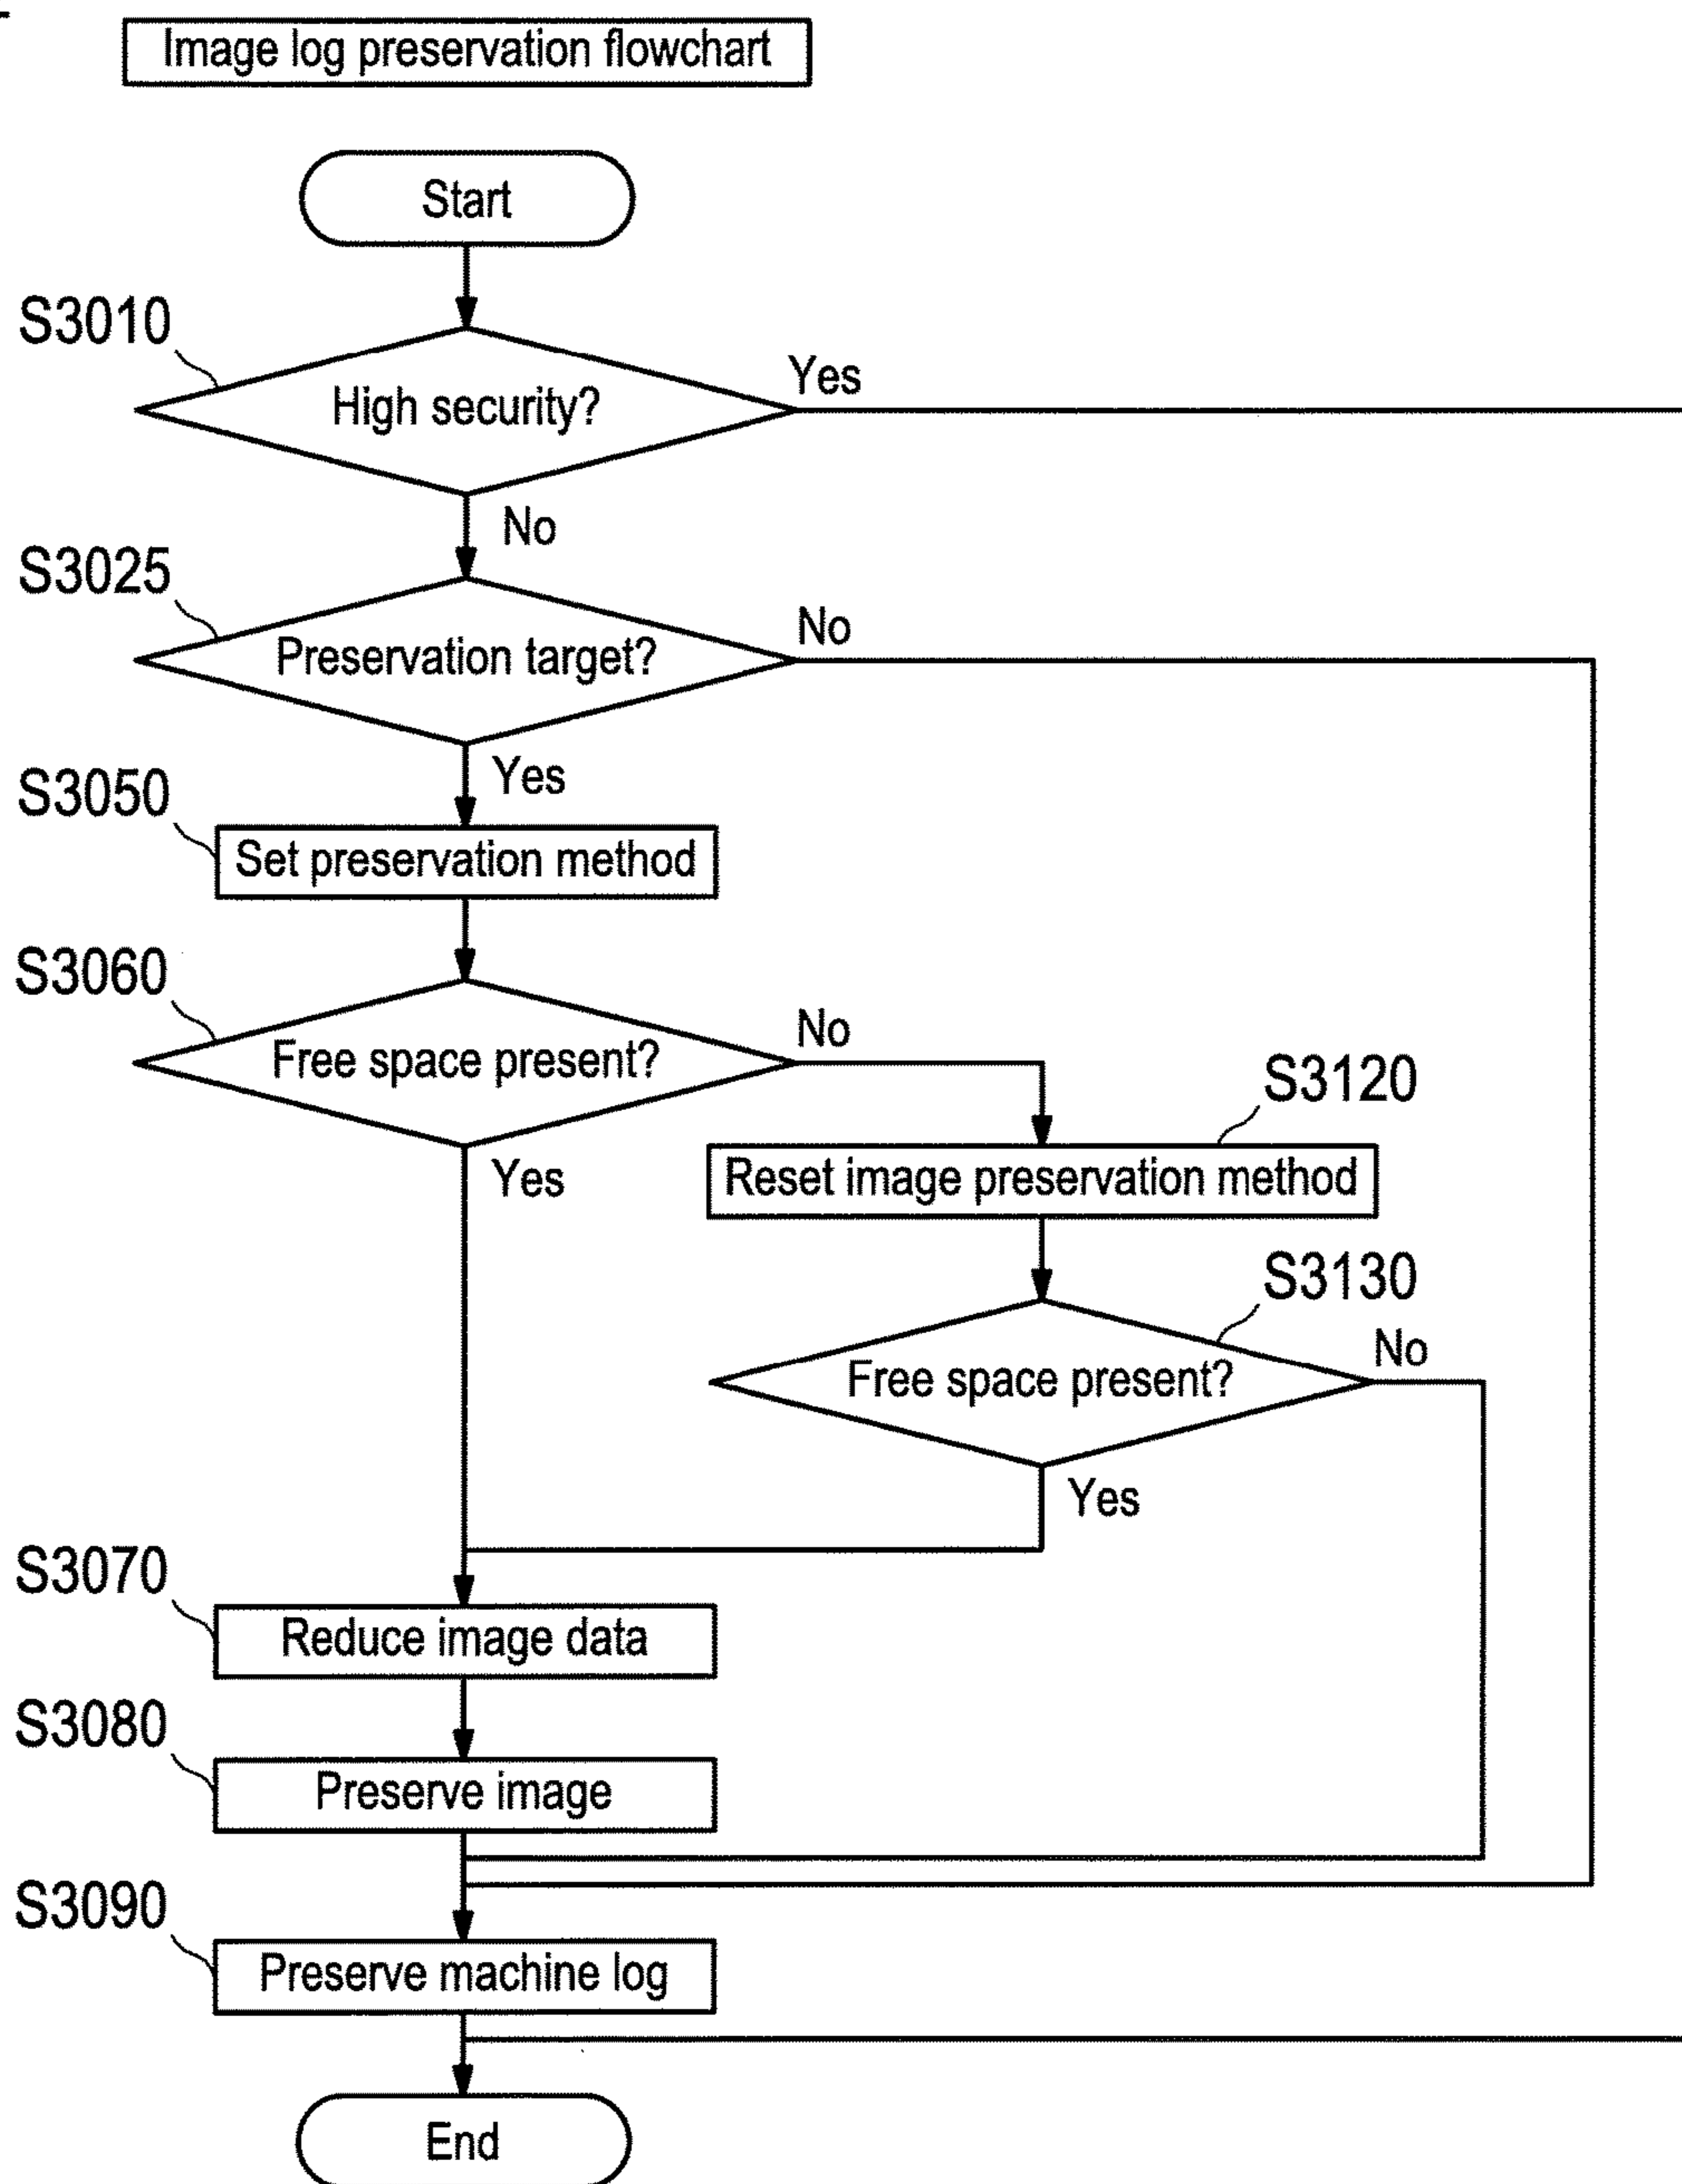 Image log preservation flowchart
Start
S3010
High security?
Yes
No
S3025
Preservation target?
No
Yes
S3050
Set preservation method
S3060
Free space present?
No
Yes
S3120
Reset image preservation method
S3130
Free space present?
No
Yes
S3070
Reduce image data
S3080
Preserve image
S3090
Preserve machine log
End